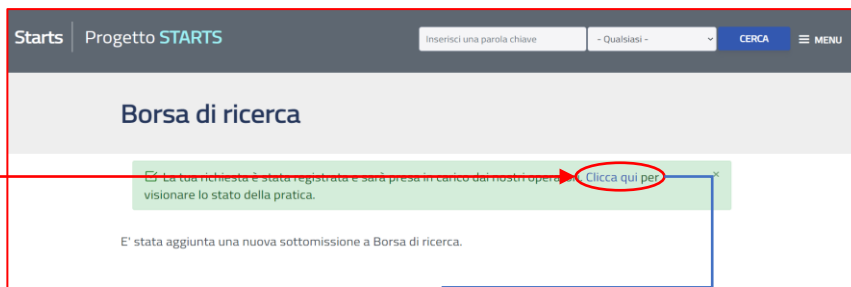 Starts Progetto STARTS Inserisci una parola chiave - Qualsiasi - CERCA MENU
Borsa di ricerca
La tua richiesta è stata registrata e sarà presa in carico dai nostri operatori. Clicca qui per
visionare lo stato della pratica.
E' stata aggiunta una nuova sottomissione a Borsa di ricerca.